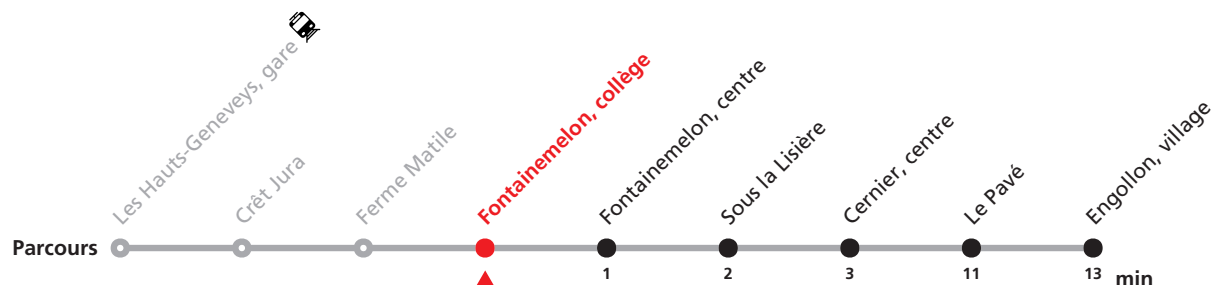 Les Hauts-Geneveys, gare
Crêt Jura
Ferme Matile
Fontainemelon, collège
Fontainemelon, centre
Sous la Lisière
Cernier, centre
Le Pavé
Engollon, village
Parcours
1 2 3 11 13 min